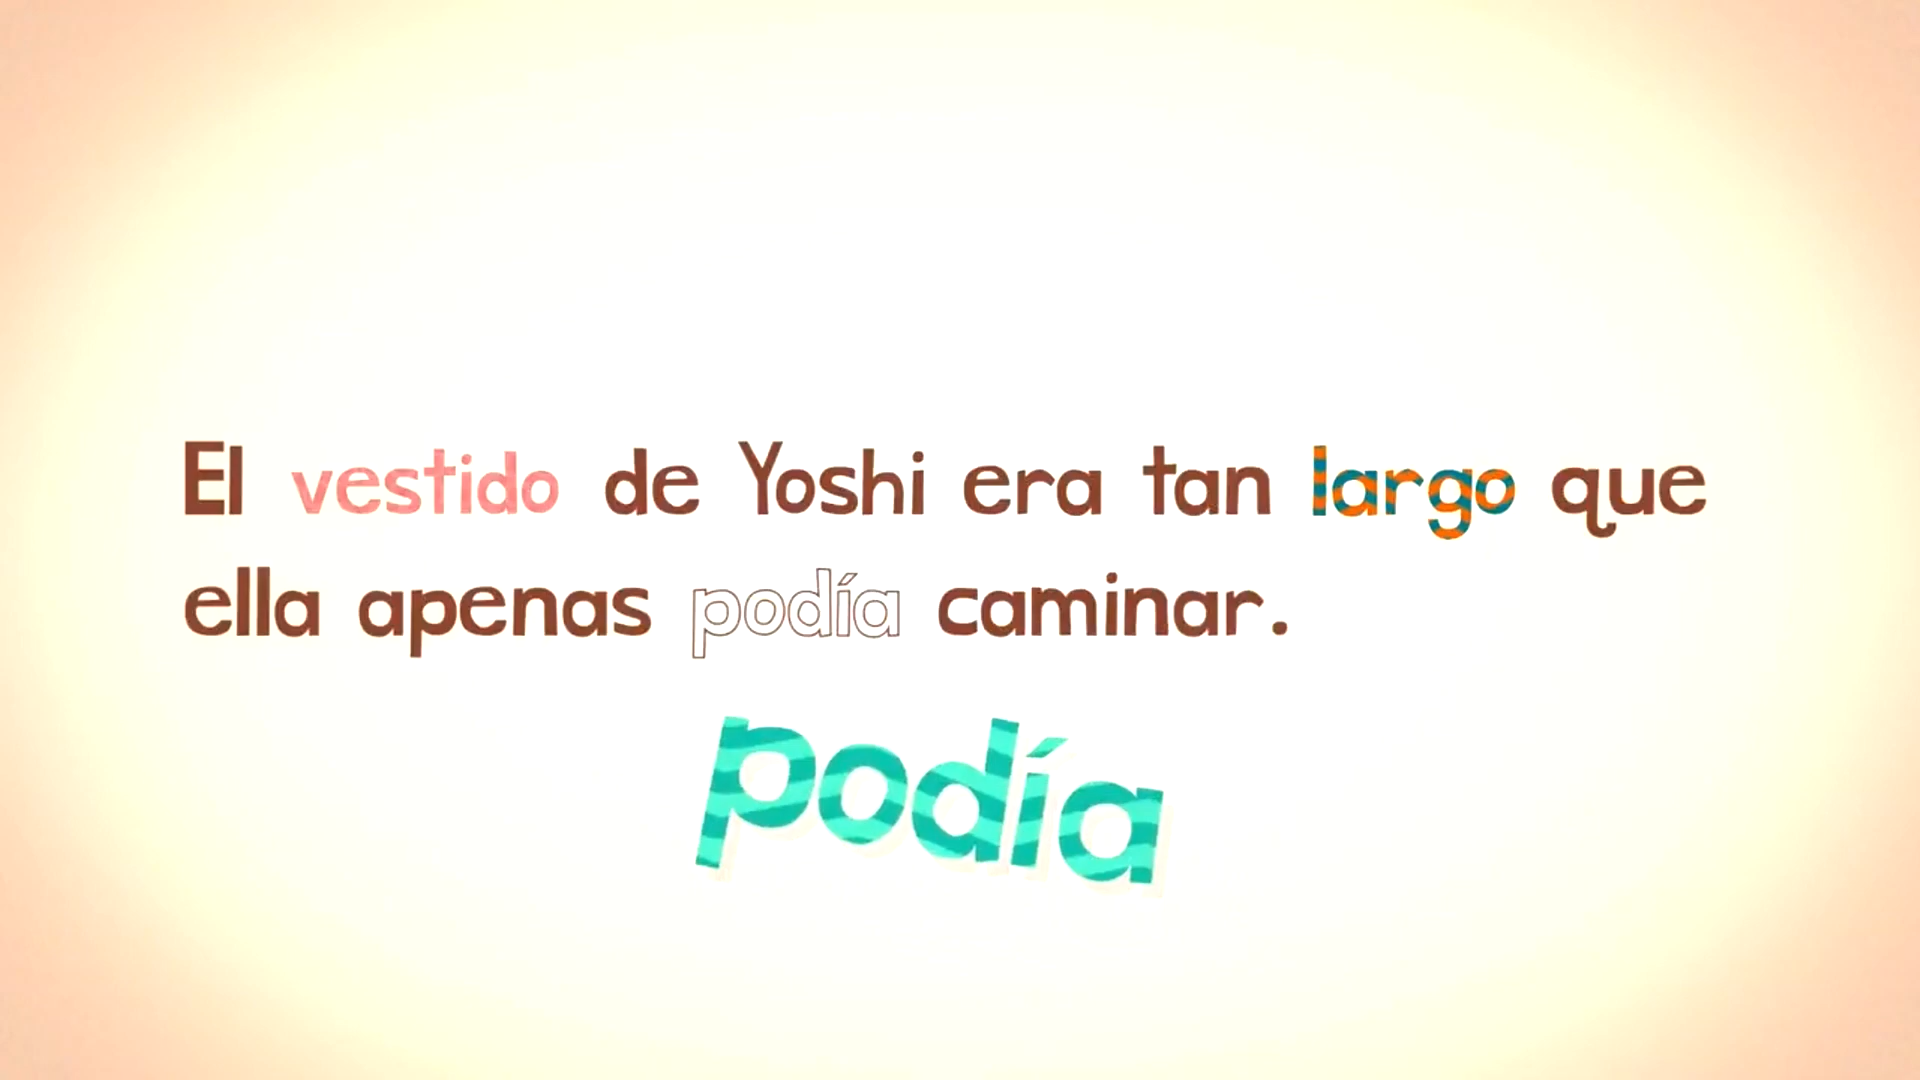 El vestido de Yoshi era tan largo que
ella apenas podía caminar.
podía